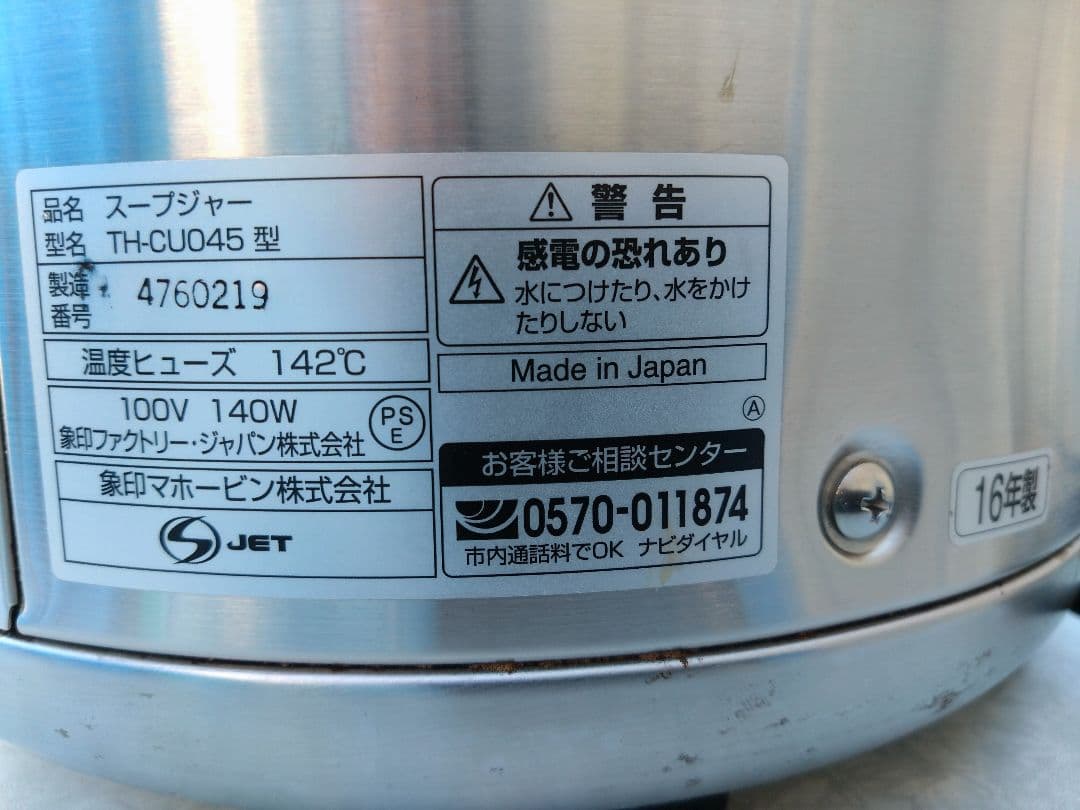 品名 スープジャー
型名 TH-CU045 型
製造
番号 4760219
温度ヒューズ 142℃
100V 140W
象印ファクトリー・ジャパン株式会社
PS
E
象印マホービン株式会社
S JET
警告
感電の恐れあり
水につけたり、水をかけ
たりしない
Made in Japan
A
お客様ご相談センター
0570-011874
市内通話料でOK ナビダイヤル
16年製